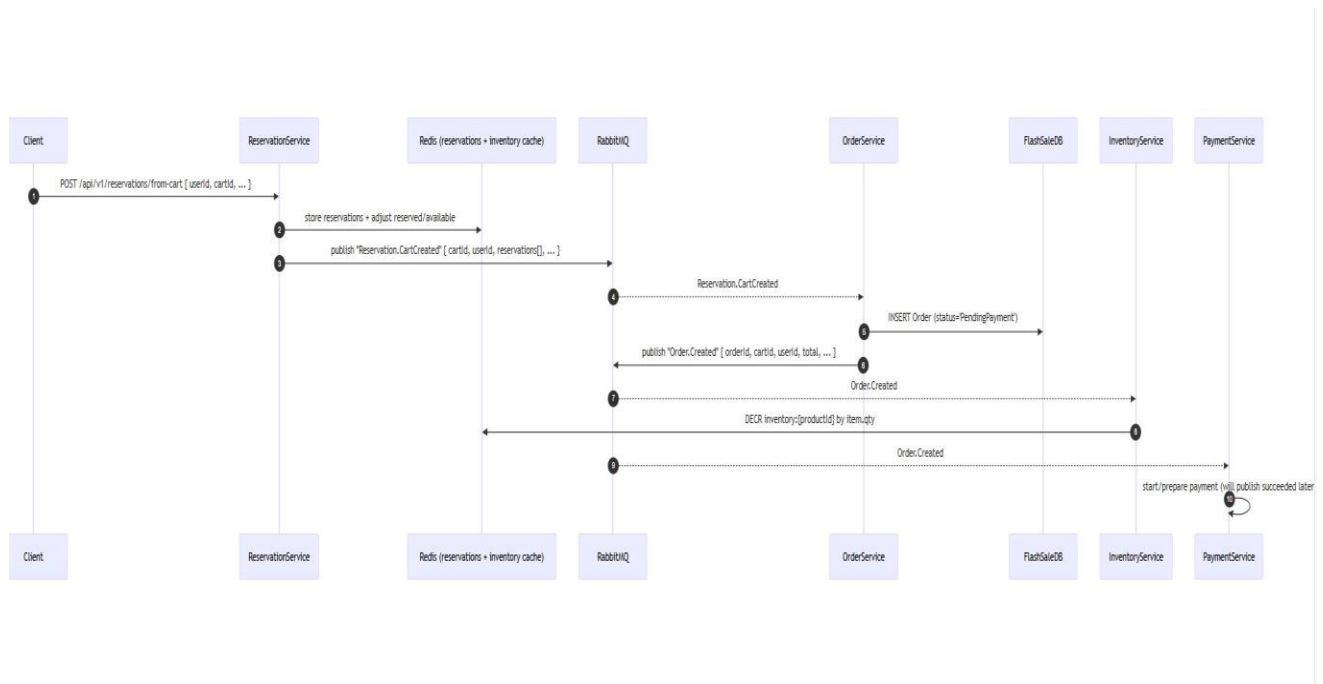 Client
ReservationService
Redis (reservations + inventory cache)
RabbitMQ
OrderService
FlashSaleDB
InventoryService
PaymentService
POST /api/v1/reservations/from-cart { userId, cartId, ... }
1
store reservations + adjust reserved/available
2
publish "Reservation.CartCreated" { cartId, userId, reservations[], ... }
3
Reservation.CartCreated
4
INSERT Order (status='PendingPayment')
5
publish "Order.Created" { orderId, cartId, userId, total, ... }
6
Order.Created
7
DECR inventory:{productId} by item.qty
8
Order.Created
9
start/prepare payment (will publish succeeded later
10
Client
ReservationService
Redis (reservations + inventory cache)
RabbitMQ
OrderService
FlashSaleDB
InventoryService
PaymentService